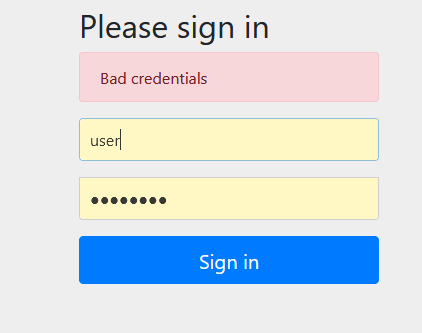 Please sign in
Bad credentials
user
••••••••
Sign in